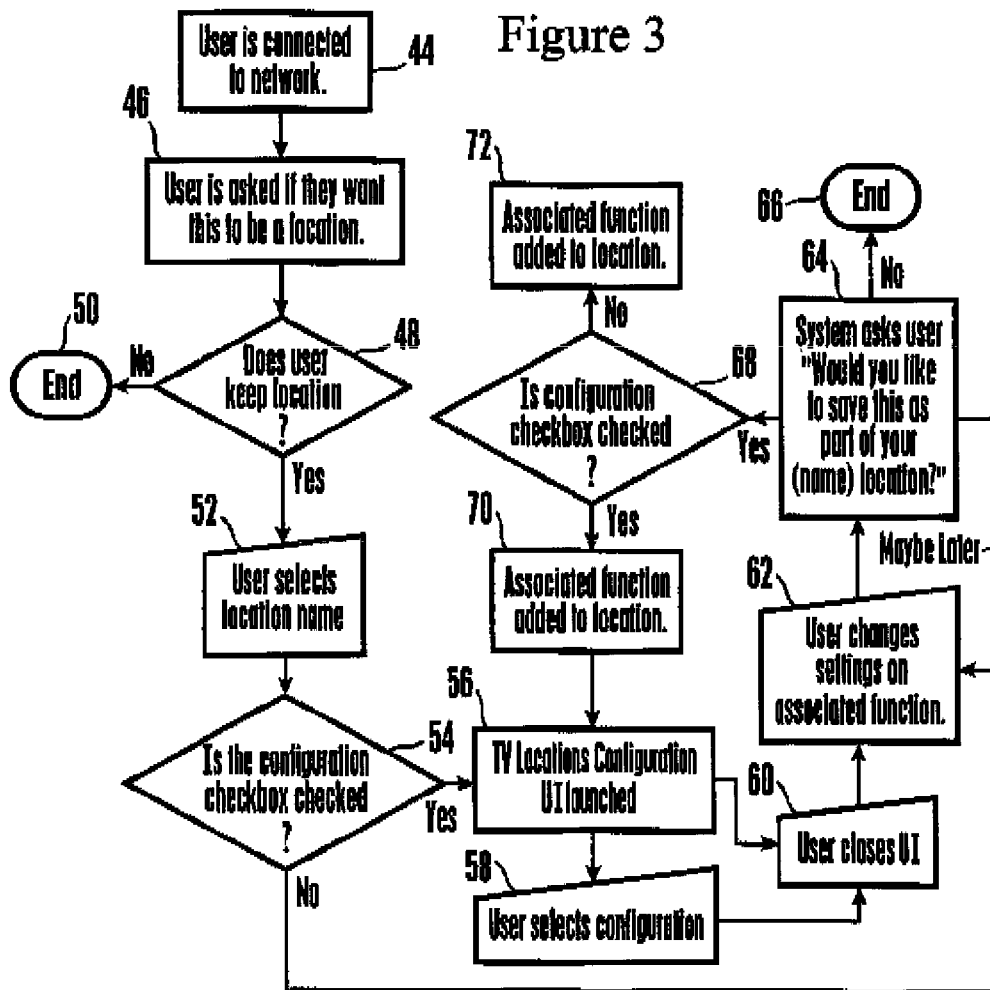 Figure 3
User is connected
to network.
44
46
User is asked if they want
this to be a location.
50
End
No
48
Does user
keep location
?
Yes
52
User selects
location name
54
Is the configuration
checkbox checked
?
Yes
No
72
Associated function
added to location.
No
68
Is configuration
checkbox checked
?
Yes
Yes
70
Associated function
added to location.
56
TV Locations Configuration
UI launched
58
User selects configuration
66
End
64
No
System asks user
"Would you like
to save this as
part of your
(name) location?"
Maybe Later
62
User changes
settings on
associated function.
60
User closes UI